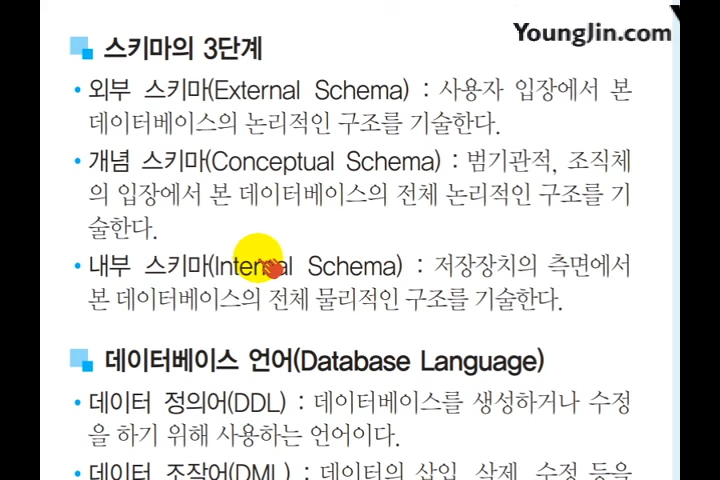 YoungJin.com
스키마의 3단계
• 외부 스키마(External Schema) : 사용자 입장에서 본
데이터베이스의 논리적인 구조를 기술한다.
• 개념 스키마(Conceptual Schema) : 범기관적, 조직체
의 입장에서 본 데이터베이스의 전체 논리적인 구조를 기
술한다.
• 내부 스키마(Internal Schema) : 저장장치의 측면에서
본 데이터베이스의 전체 물리적인 구조를 기술한다.
데이터베이스 언어(Database Language)
• 데이터 정의어(DDL) : 데이터베이스를 생성하거나 수정
을 하기 위해 사용하는 언어이다.
• 데이터 조작어(DML) : 데이터의 삽입, 삭제, 수정 등을